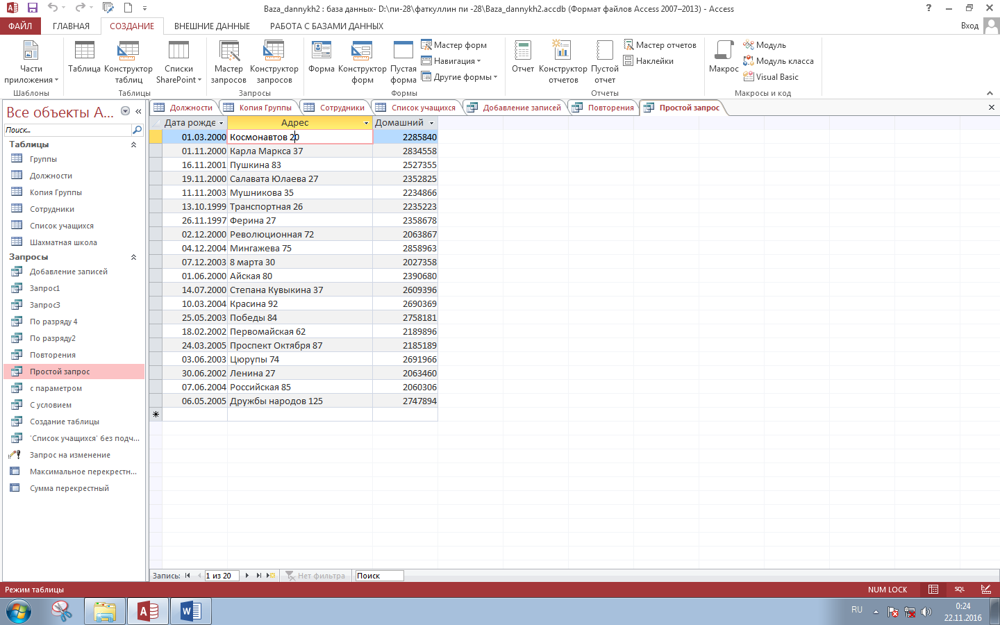 Baza_dannykh2 : база данных- D:\пи-28\фаткуллин пи -28\Baza_dannykh2.accdb (Формат файлов Access 2007–2013) - Access
ФАЙЛ ГЛАВНАЯ СОЗДАНИЕ ВНЕШНИЕ ДАННЫЕ РАБОТА С БАЗАМИ ДАННЫХ Вход
Части приложения
Шаблоны
Таблица
Конструктор таблиц
Списки SharePoint
Таблицы
Мастер запросов
Конструктор запросов
Запросы
Форма
Конструктор форм
Пустая форма
Мастер форм
Навигация
Другие формы
Формы
Отчет
Конструктор отчетов
Пустой отчет
Мастер отчетов
Наклейки
Отчеты
Макрос
Модуль
Модуль класса
Visual Basic
Макросы и код
Все объекты A...
Поиск...
Таблицы
Группы
Должности
Копия Группы
Сотрудники
Список учащихся
Шахматная школа
Запросы
Добавление записей
Запрос1
Запрос3
По разряду 4
По разряду2
Повторения
Простой запрос
с параметром
С условием
Создание таблицы
'Список учащихся' без подч...
Запрос на изменение
Максимальное перекрестн...
Сумма перекрестный
Должности Копия Группы Сотрудники Список учащихся Добавление записей Повторения Простой запрос
Дата рожде Адрес Домашний
01.03.2000 Космонавтов 20 2285840
01.11.2000 Карла Маркса 37 2834558
16.11.2001 Пушкина 83 2527355
19.11.2000 Салавата Юлаева 27 2352825
11.11.2003 Мушникова 35 2234866
13.10.1999 Транспортная 26 2235223
26.11.1997 Ферина 27 2358678
02.12.2000 Революционная 72 2063867
04.12.2004 Мингажева 75 2858963
07.12.2003 8 марта 30 2027358
01.06.2000 Айская 80 2390680
14.07.2000 Степана Кувыкина 37 2609396
10.03.2004 Красина 92 2690369
25.05.2003 Победы 84 2758181
18.02.2002 Первомайская 62 2189896
24.03.2005 Проспект Октября 87 2185189
03.06.2003 Цюрупы 74 2691966
30.06.2002 Ленина 27 2063460
07.06.2004 Российская 85 2060306
06.05.2005 Дружбы народов 125 2747894
Запись: 1 из 20 Нет фильтра Поиск
Режим таблицы NUM LOCK SQL
RU 0:24
22.11.2016